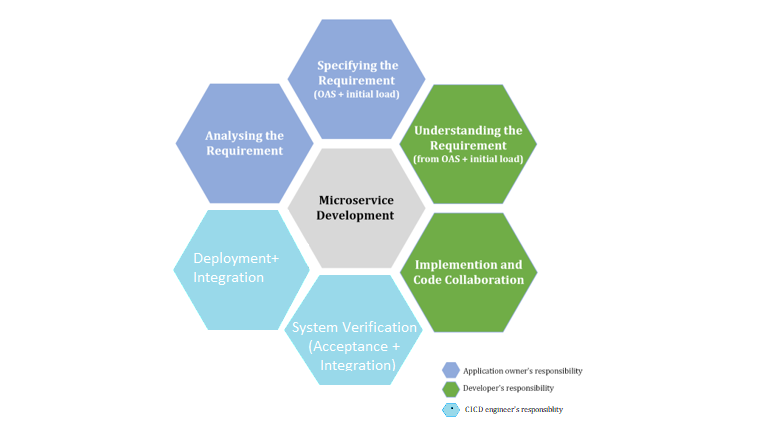 Specifying the
Requirement
(OAS + initial load)
Analysing the
Requirement
Understanding the
Requirement
(from OAS + initial load)
Microservice
Development
Deployment+
Integration
Implemention and
Code Collaboration
System Verification
(Acceptance +
Integration)
Application owner's responsibility
Developer's responsibility
CICD engineer's responsiblity